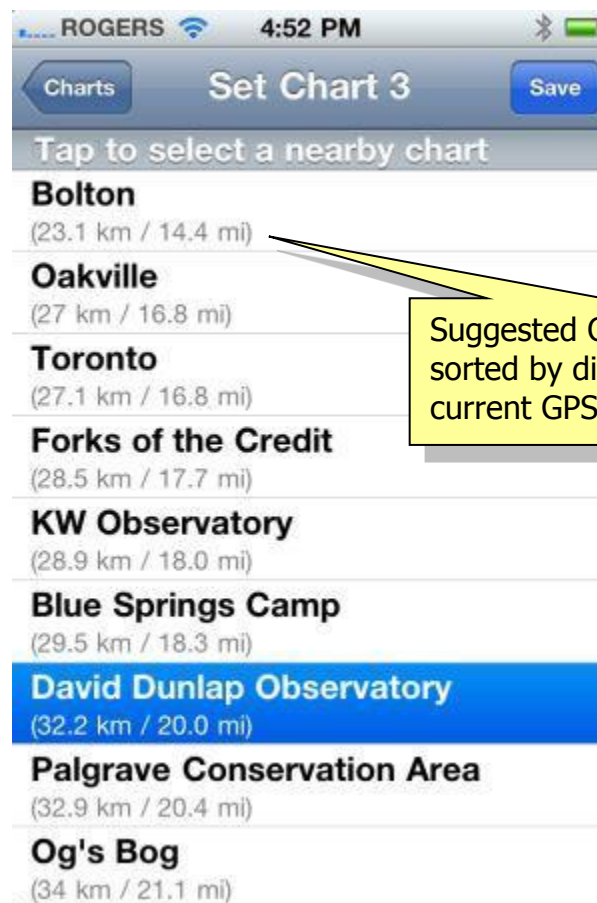 ROGERS 4:52 PM
Charts Set Chart 3 Save
Tap to select a nearby chart
Bolton
(23.1 km / 14.4 mi)
Oakville
(27 km / 16.8 mi)
Suggested
sorted by
current GPS
Toronto
(27.1 km / 16.8 mi)
Forks of the Credit
(28.5 km / 17.7 mi)
KW Observatory
(28.9 km / 18.0 mi)
Blue Springs Camp
(29.5 km / 18.3 mi)
David Dunlap Observatory
(32.2 km / 20.0 mi)
Palgrave Conservation Area
(32.9 km / 20.4 mi)
Og's Bog
(34 km / 21.1 mi)